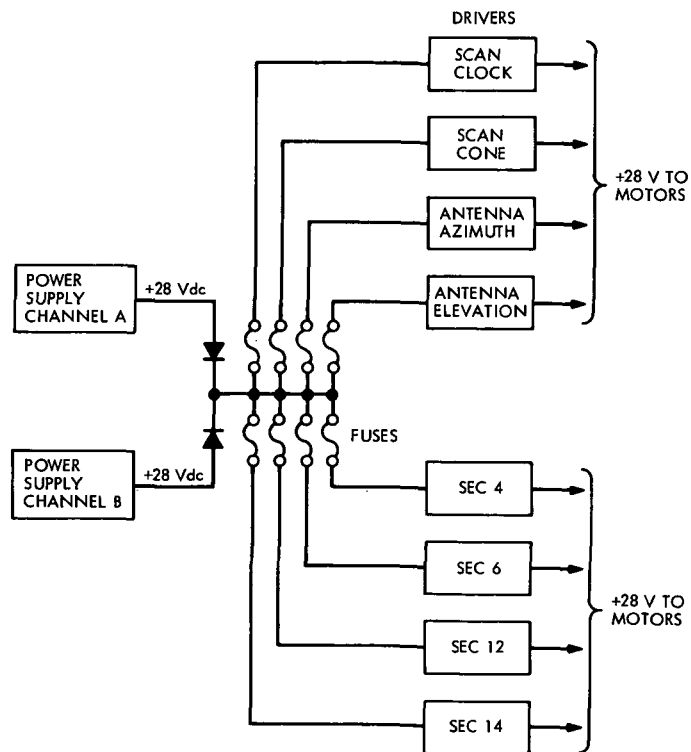 DRIVERS
SCAN
CLOCK
SCAN
CONE
+28 V TO
MOTORS
ANTENNA
AZIMUTH
POWER
SUPPLY
CHANNEL A
+28 Vdc
ANTENNA
ELEVATION
FUSES
POWER
SUPPLY
CHANNEL B
+28 Vdc
SEC 4
SEC 6
+28 V TO
MOTORS
SEC 12
SEC 14